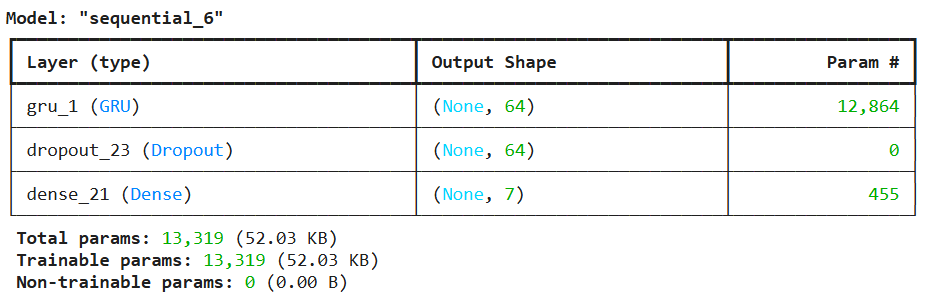 Model: "sequential_6"
Layer (type) Output Shape Param #
gru_1 (GRU) (None, 64) 12,864
dropout_23 (Dropout) (None, 64) 0
dense_21 (Dense) (None, 7) 455
Total params: 13,319 (52.03 KB)
Trainable params: 13,319 (52.03 KB)
Non-trainable params: 0 (0.00 B)